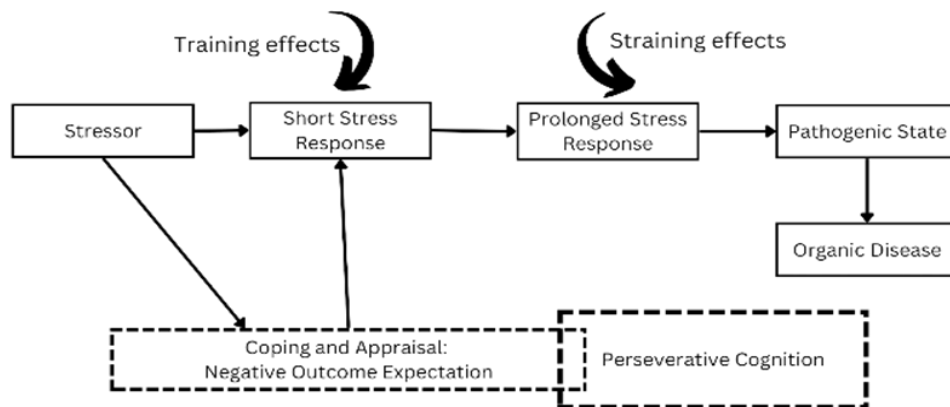 Training effects
Straining effects
Stressor
Short Stress
Response
Prolonged Stress
Response
Pathogenic State
Organic Disease
Coping and Appraisal:
Negative Outcome Expectation
Perseverative Cognition